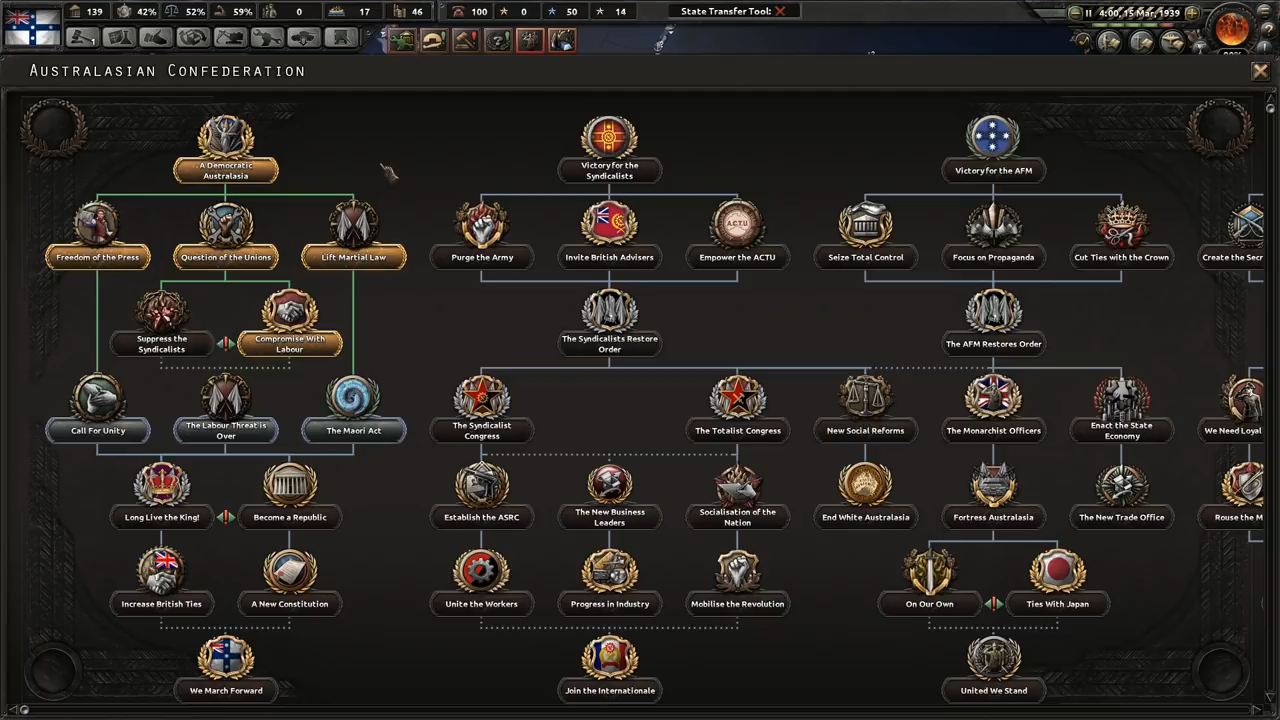 139 42% 52% 59% 0 17 46 100 0 50 14 State Transfer Tool: 4:00, 15 Mar, 1939
Australasian Confederation
A Democratic
Australasia
Victory for the
Syndicalists
Victory for the AFM
Freedom of the Press
Question of the Unions
Lift Martial Law
Purge the Army
Invite British Advisers
A.C.T.U
Empower the ACTU
Seize Total Control
Focus on Propaganda
Cut Ties with the Crown
Create the Secr
Suppress the
Syndicalists
Compromise With
Labour
The Syndicalists Restore
Order
The AFM Restores Order
Call For Unity
The Labour Threat is
Over
The Maori Act
The Syndicalist
Congress
The Totalist Congress
New Social Reforms
The Monarchist Officers
Enact the State
Economy
We Need Loyal
Long Live the King!
Become a Republic
Establish the ASRC
The New Business
Leaders
Socialisation of the
Nation
End White Australasia
Fortress Australasia
The New Trade Office
Rouse the M
Increase British Ties
A New Constitution
Unite the Workers
Progress in Industry
Mobilise the Revolution
On Our Own
Ties With Japan
We March Forward
Join the Internationale
United We Stand